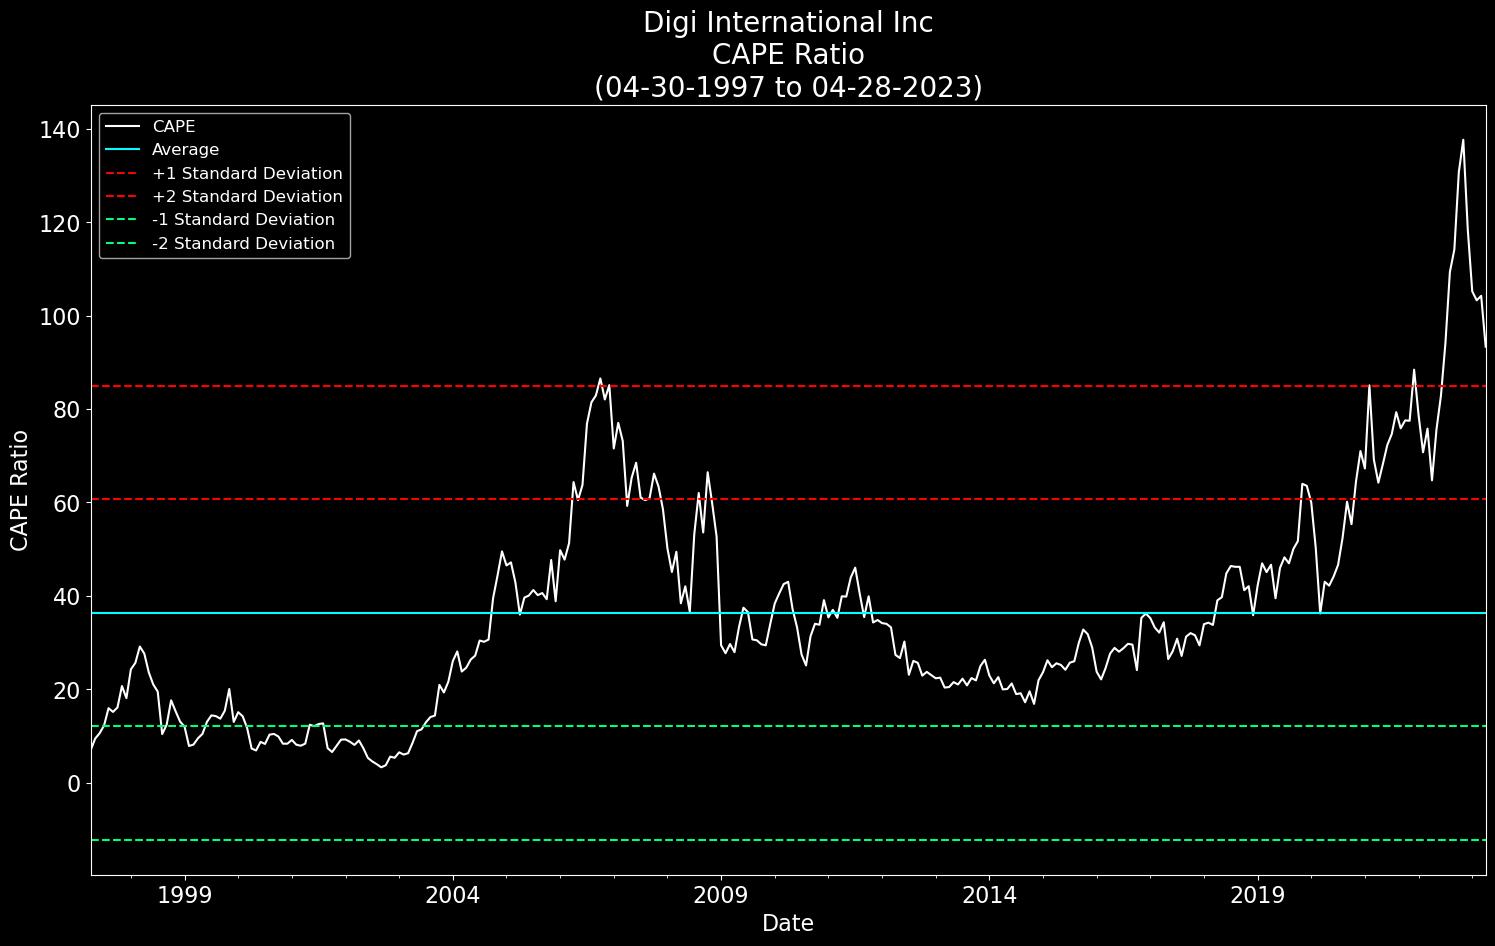 Digi International Inc
CAPE Ratio
(04-30-1997 to 04-28-2023)
CAPE
Average
+1 Standard Deviation
+2 Standard Deviation
-1 Standard Deviation
-2 Standard Deviation
140
120
100
80
60
40
20
0
CAPE Ratio
1999 2004 2009 2014 2019
Date